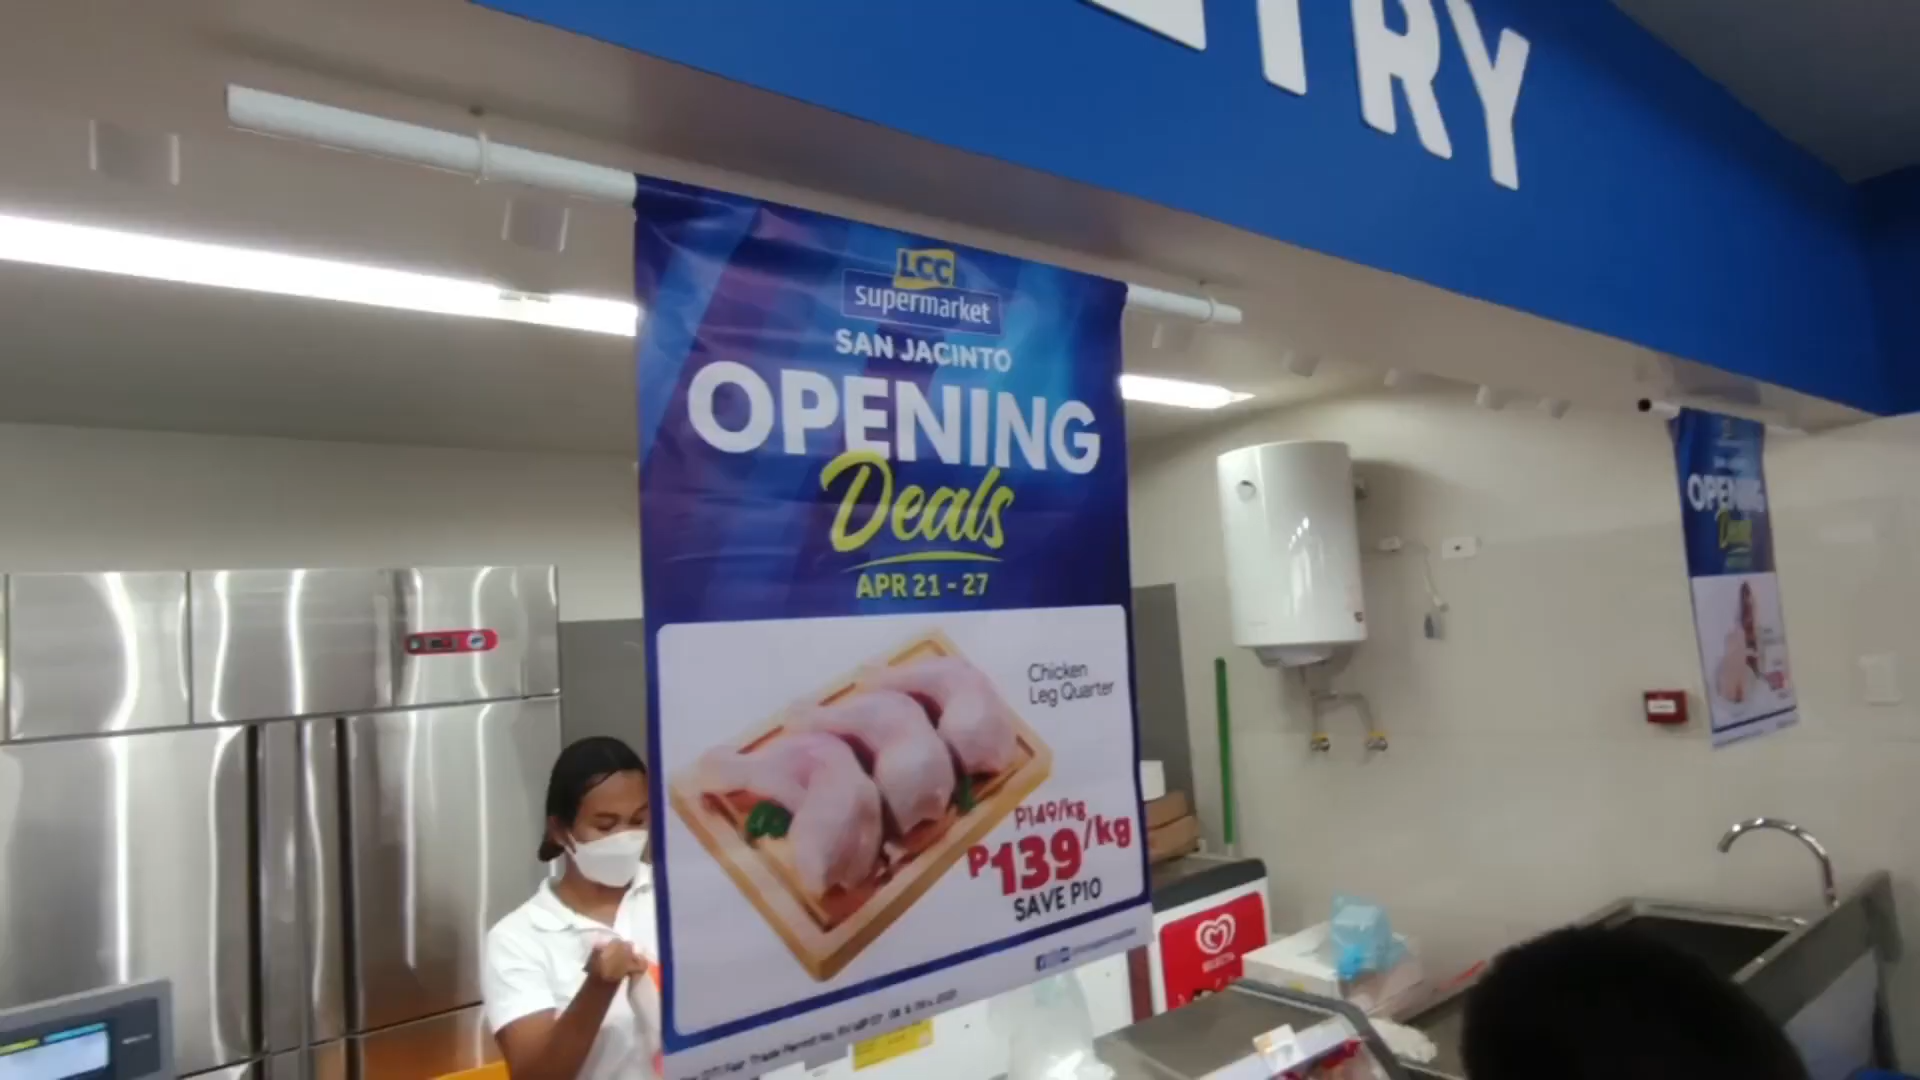 TRY
LCC
supermarket
SAN JACINTO
OPENING
Deals
APR 21 - 27
Chicken
Leg Quarter
P149/kg
P139/kg
SAVE P10
OPENING
Deals